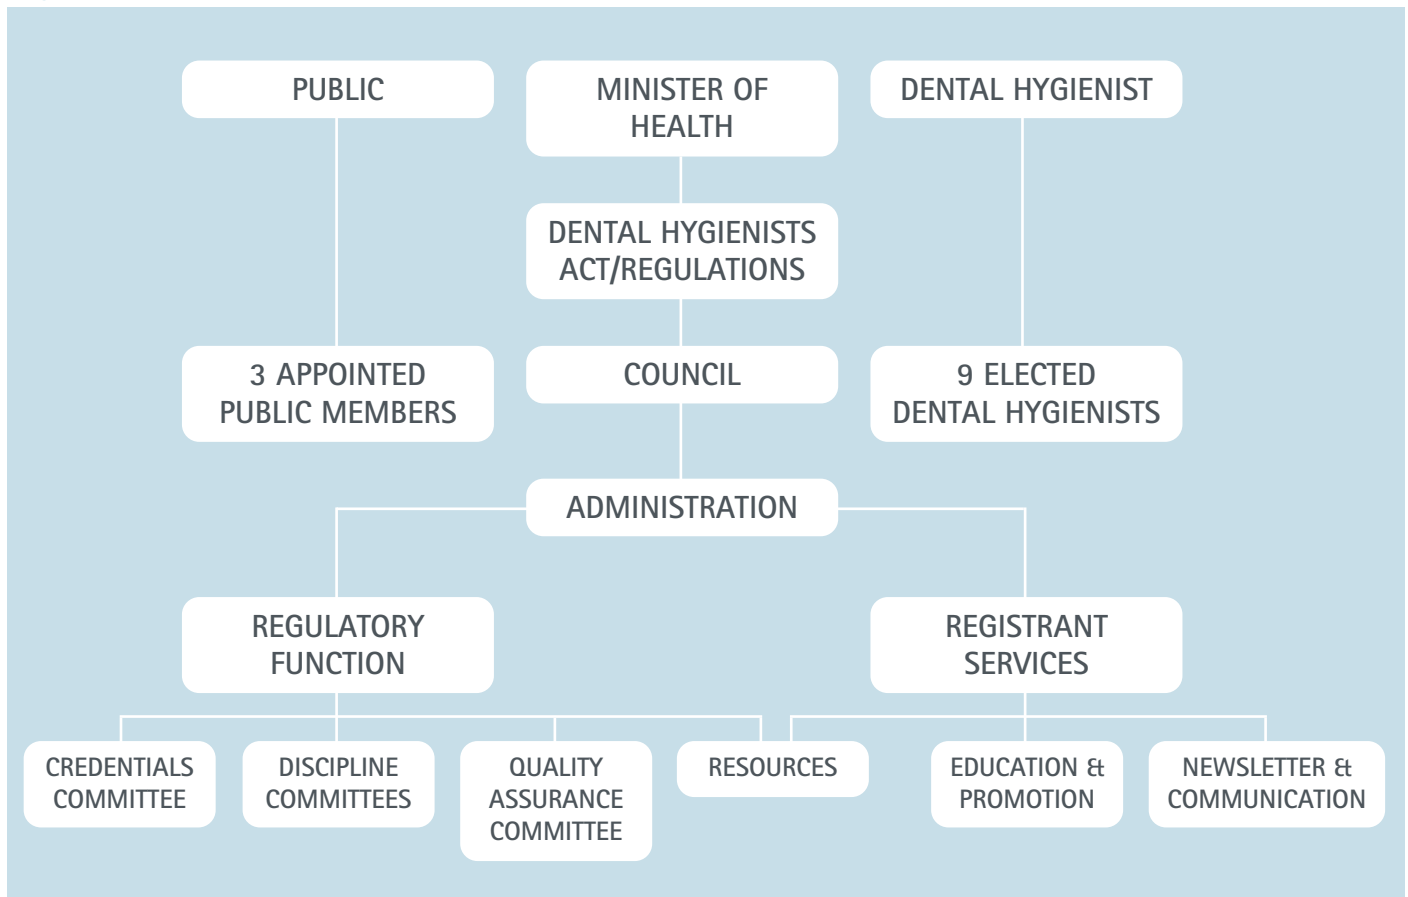 PUBLIC
MINISTER OF
HEALTH
DENTAL HYGIENIST
DENTAL HYGIENISTS
ACT/REGULATIONS
3 APPOINTED
PUBLIC MEMBERS
COUNCIL
9 ELECTED
DENTAL HYGIENISTS
ADMINISTRATION
REGULATORY
FUNCTION
REGISTRANT
SERVICES
CREDENTIALS
COMMITTEE
DISCIPLINE
COMMITTEES
QUALITY
ASSURANCE
COMMITTEE
RESOURCES
EDUCATION &
PROMOTION
NEWSLETTER &
COMMUNICATION